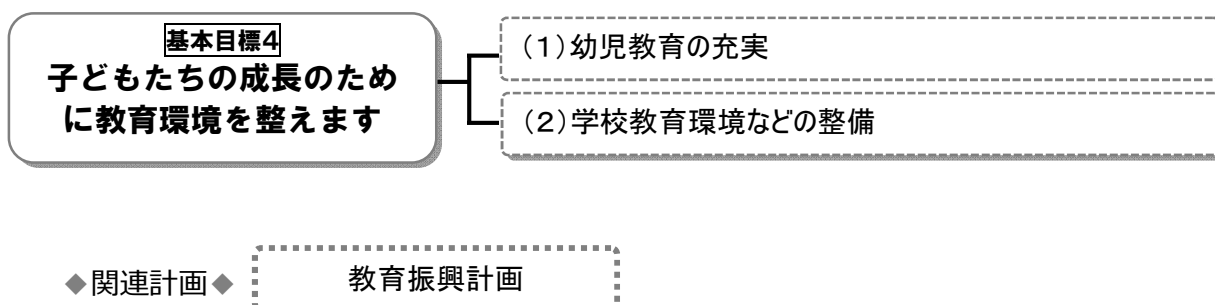 基本目標4
子どもたちの成長のため
に教育環境を整えます
（1）幼児教育の充実
（2）学校教育環境などの整備
◆関連計画◆
教育振興計画